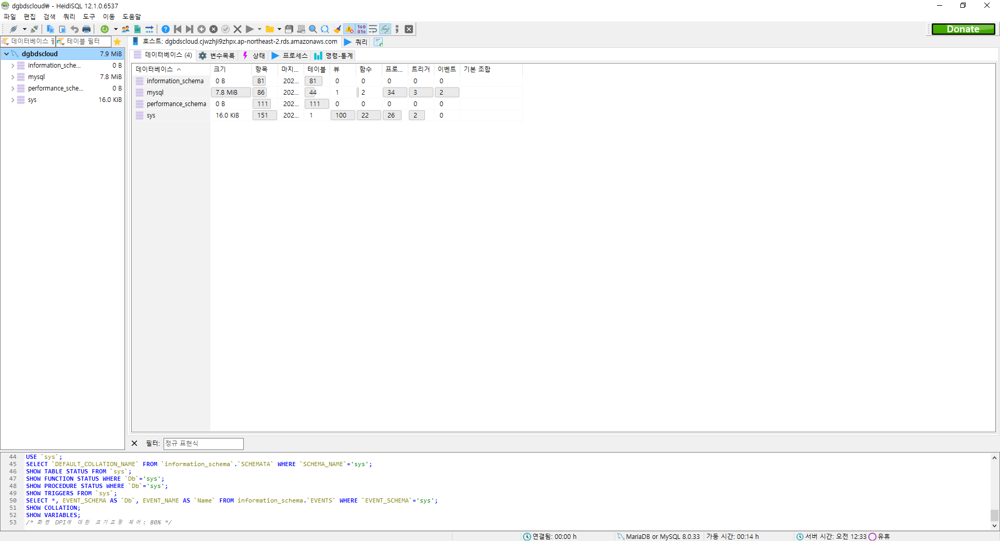 dgbdscloud₩ - HeidiSQL 12.1.0.6537
파일 편집 검색 쿼리 도구 이동 도움말
Donate
데이터베이스 필 테이블 필터
호스트: dgbdscloud.cjwzhji9zhpx.ap-northeast-2.rds.amazonaws.com 쿼리
dgbdscloud 7.9 MiB
information_sche... 0 B
mysql 7.8 MiB
performance_sche... 0 B
sys 16.0 KiB
데이터베이스 (4) 변수목록 상태 프로세스 명령-통계
데이터베이스 크기 항목 마지... 테이블 뷰 함수 프로... 트리거 이벤트 기본 조합
information_schema 0 B 81 202... 81 0 0 0 0 0
mysql 7.8 MiB 86 202... 44 1 2 34 3 2
performance_schema 0 B 111 202... 111 0 0 0 0 0
sys 16.0 KiB 151 202... 1 100 22 26 2 0
필터: 정규 표현식
44 USE `sys`;
45 SELECT `DEFAULT_COLLATION_NAME` FROM `information_schema`.`SCHEMATA` WHERE `SCHEMA_NAME`='sys';
46 SHOW TABLE STATUS FROM `sys`;
47 SHOW FUNCTION STATUS WHERE `Db`='sys';
48 SHOW PROCEDURE STATUS WHERE `Db`='sys';
49 SHOW TRIGGERS FROM `sys`;
50 SELECT *, EVENT_SCHEMA AS `Db`, EVENT_NAME AS `Name` FROM information_schema.`EVENTS` WHERE `EVENT_SCHEMA`='sys';
51 SHOW COLLATION;
52 SHOW VARIABLES;
53 /* 화면 DPI에 대한 크기조정 제어: 80% */
연결됨: 00:00 h MariaDB or MySQL 8.0.33 가동 시간: 00:14 h 서버 시간: 오전 12:33 유휴